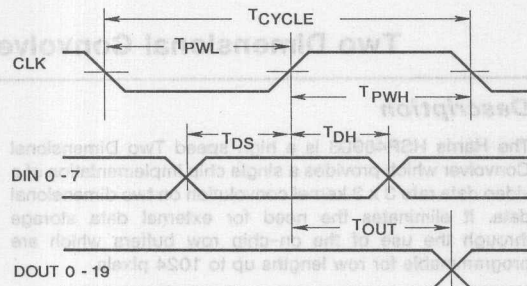 TCYCLE
TPWL
CLK
TPWH
TDS
TDH
DIN 0 - 7
TOUT
DOUT 0 - 19
Two Dimensional Convolve
Description
The Harris HSP48908 is a high speed Two Dimensional
Convolver which provides a single chip implementation of
video data rate 3 x 3 kernel convolution on two dimensional
data. It eliminates the need for external data storage
through the use of the on-chip row buffers which are
programmable for row lengths up to 1024 pixels.